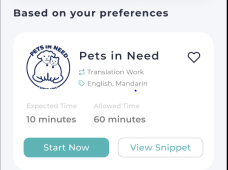 Based on your preferences
PETS IN NEED
Pets in Need
Translation Work
English, Mandarin
Expected Time Allowed Time
10 minutes 60 minutes
Start Now View Snippet